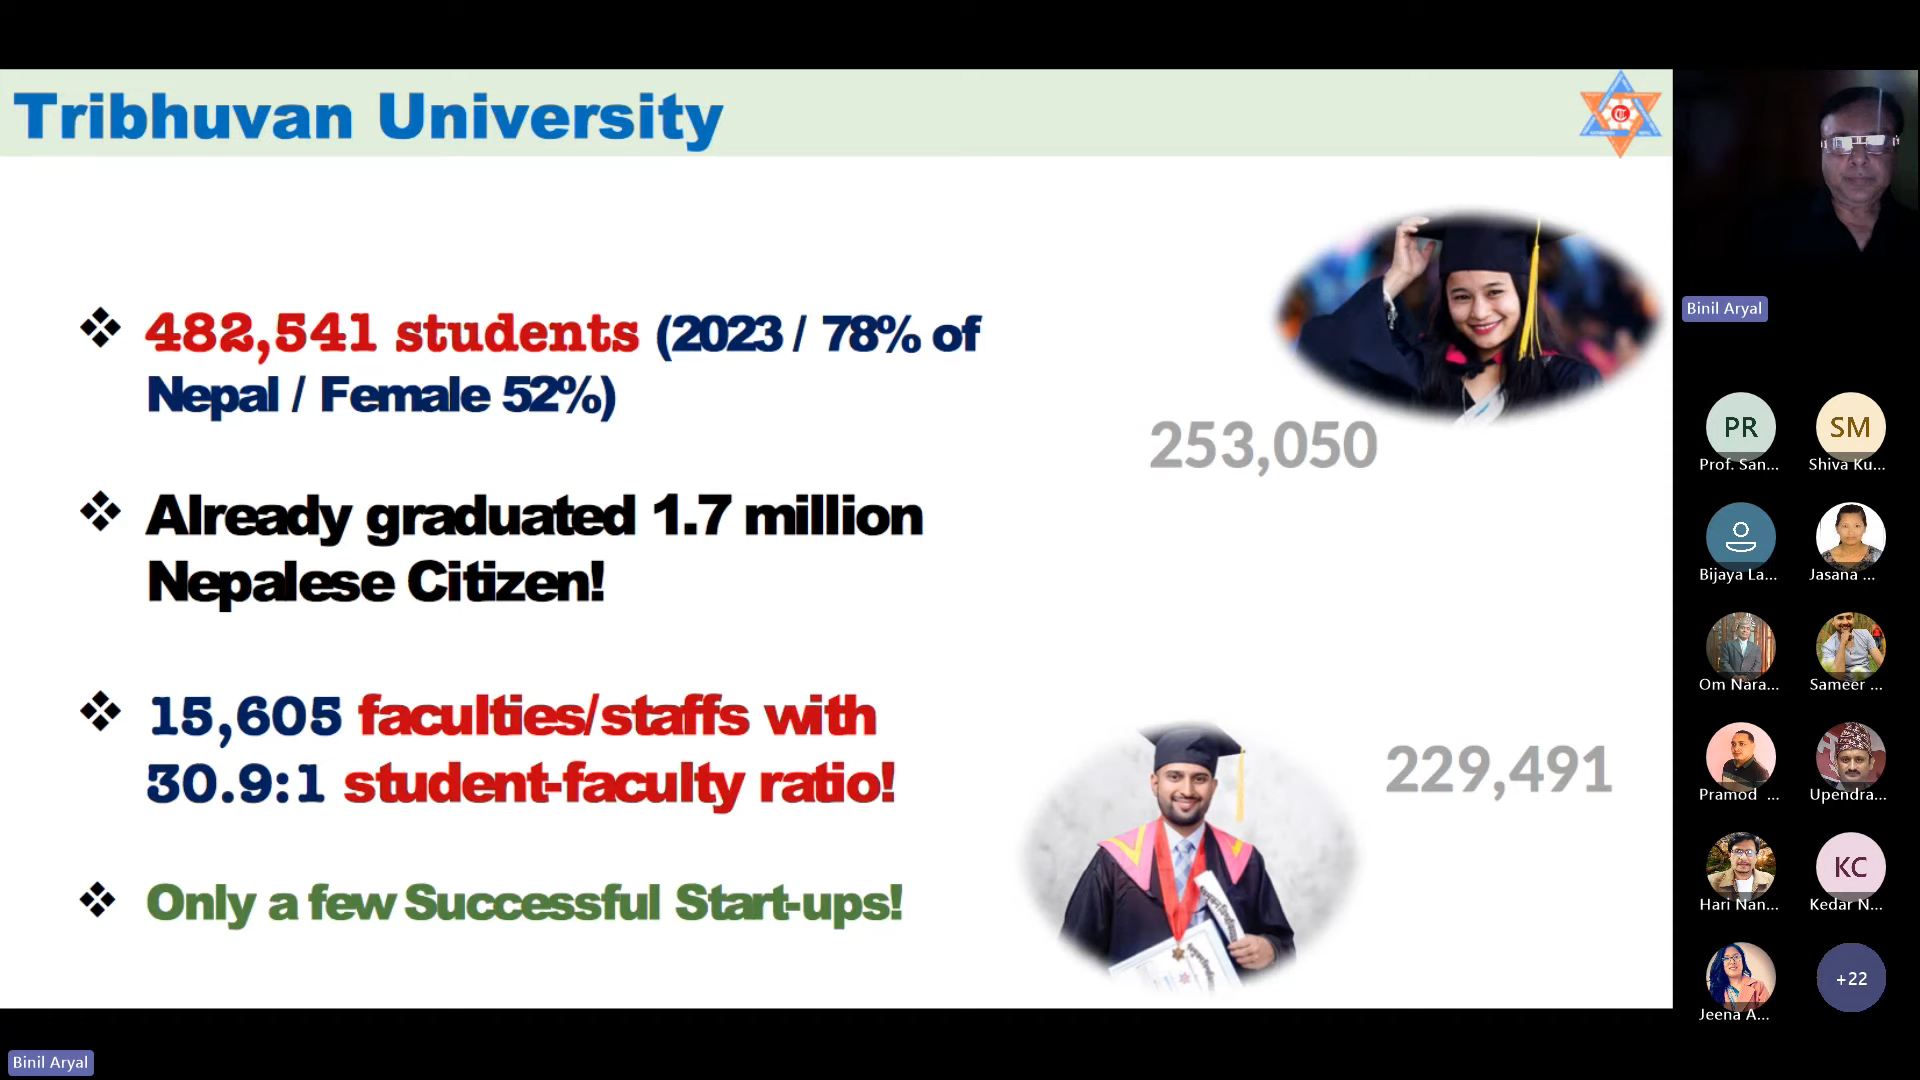 Tribhuvan University
482,541 students (2023 / 78% of
Nepal / Female 52%)
253,050
Already graduated 1.7 million
Nepalese Citizen!
15,605 faculties/staffs with
30.9:1 student-faculty ratio!
229,491
Only a few Successful Start-ups!
Binil Aryal
PR
SM
Prof. San...
Shiva Ku...
Bijaya La...
Jasana ...
Om Nara...
Sameer ...
Pramod ...
Upendra...
KC
Hari Nan...
Kedar N...
+22
Jeena A...
Binil Aryal